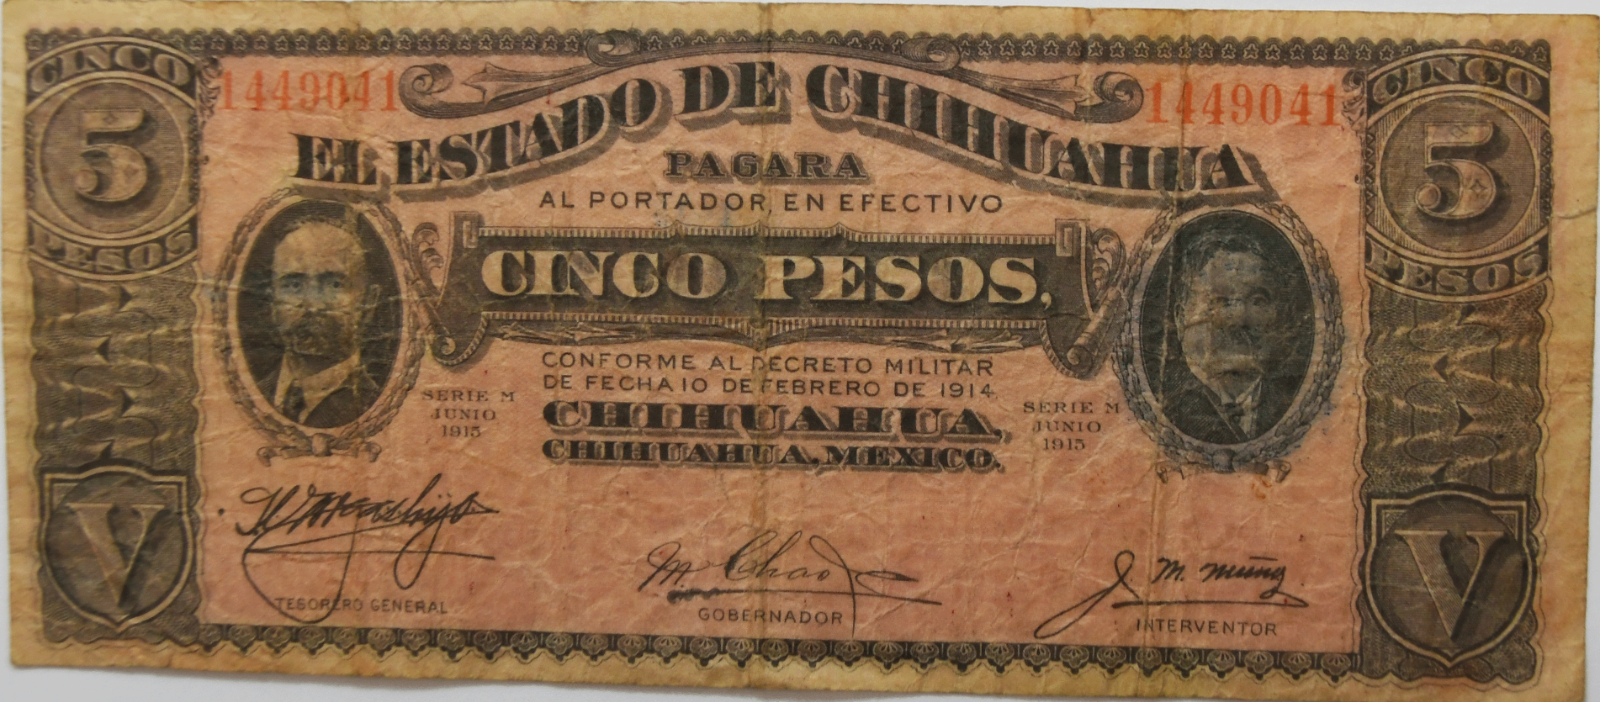 CINCO
5
PESOS
1449041
EL ESTADO DE CHIHUAHUA
1449041
CINCO
5
PESOS
PAGARA
AL PORTADOR, EN EFECTIVO
CINCO PESOS,
CONFORME AL DECRETO MILITAR
DE FECHA 10 DE FEBRERO DE 1914.
SERIE M
JUNIO
1915
CHIHUAHUA,
CHIHUAHUA, MEXICO.
SERIE M
JUNIO
1915
V
TESORERO GENERAL
M Chao
GOBERNADOR
J. M. Muñoz
INTERVENTOR
V